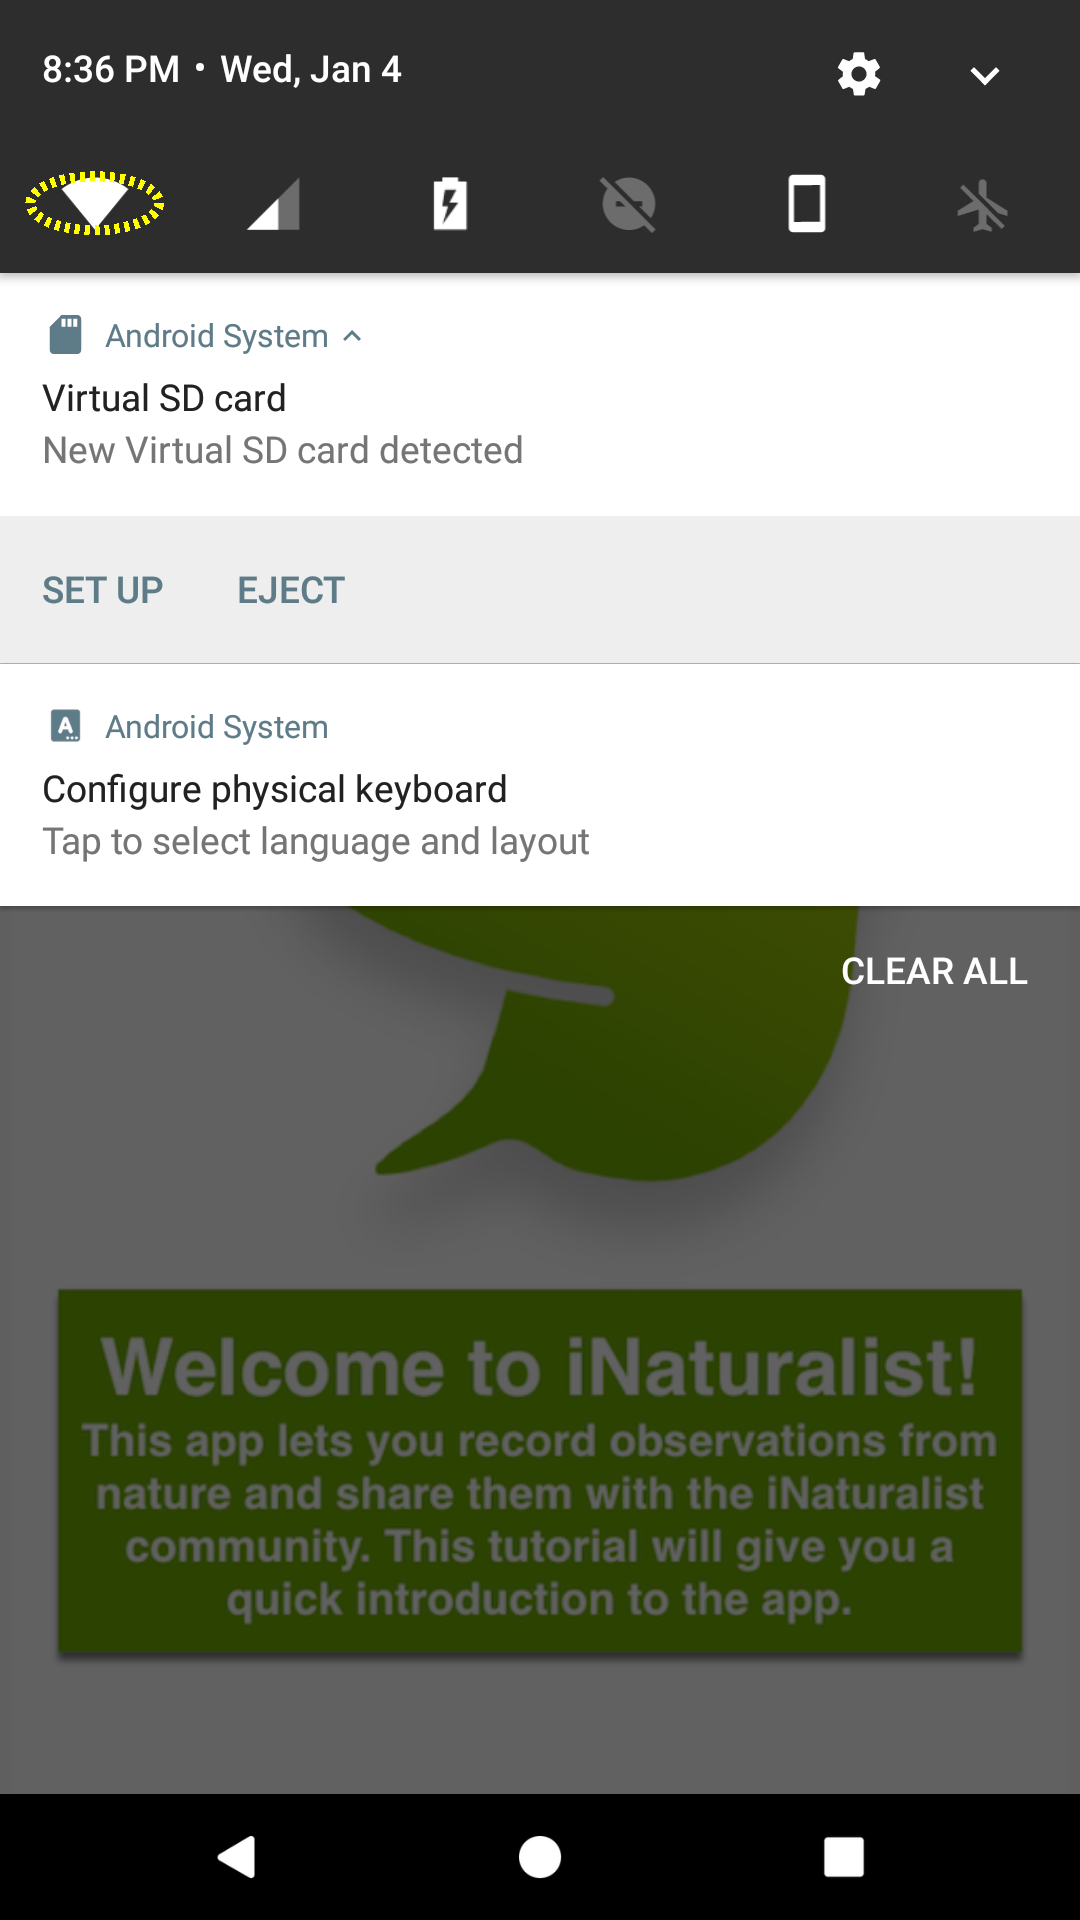 8:36 PM • Wed, Jan 4
Android System
Virtual SD card
New Virtual SD card detected
SET UP EJECT
A
Android System
Configure physical keyboard
Tap to select language and layout
CLEAR ALL
Welcome to iNaturalist!
This app lets you record observations from
nature and share them with the iNaturalist
community. This tutorial will give you a
quick introduction to the app.